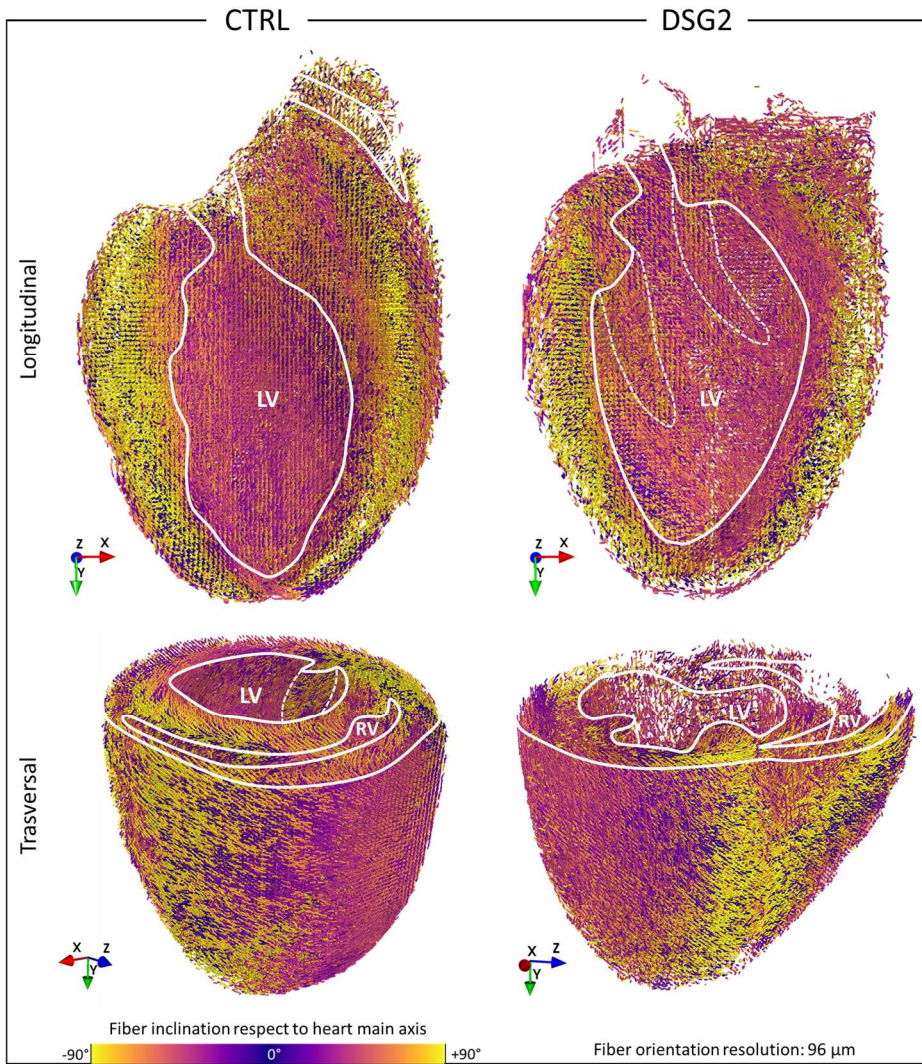 CTRL
DSG2
Longitudinal
LV
LV
Z
X
Y
Z
X
Y
Trasversal
LV
RV
LV
RV
X
Z
Y
X
Z
Y
Fiber inclination respect to heart main axis
-90°
0°
+90°
Fiber orientation resolution: 96 µm